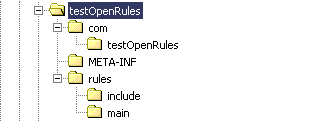 testOpenRules
com
testOpenRules
META-INF
rules
include
main